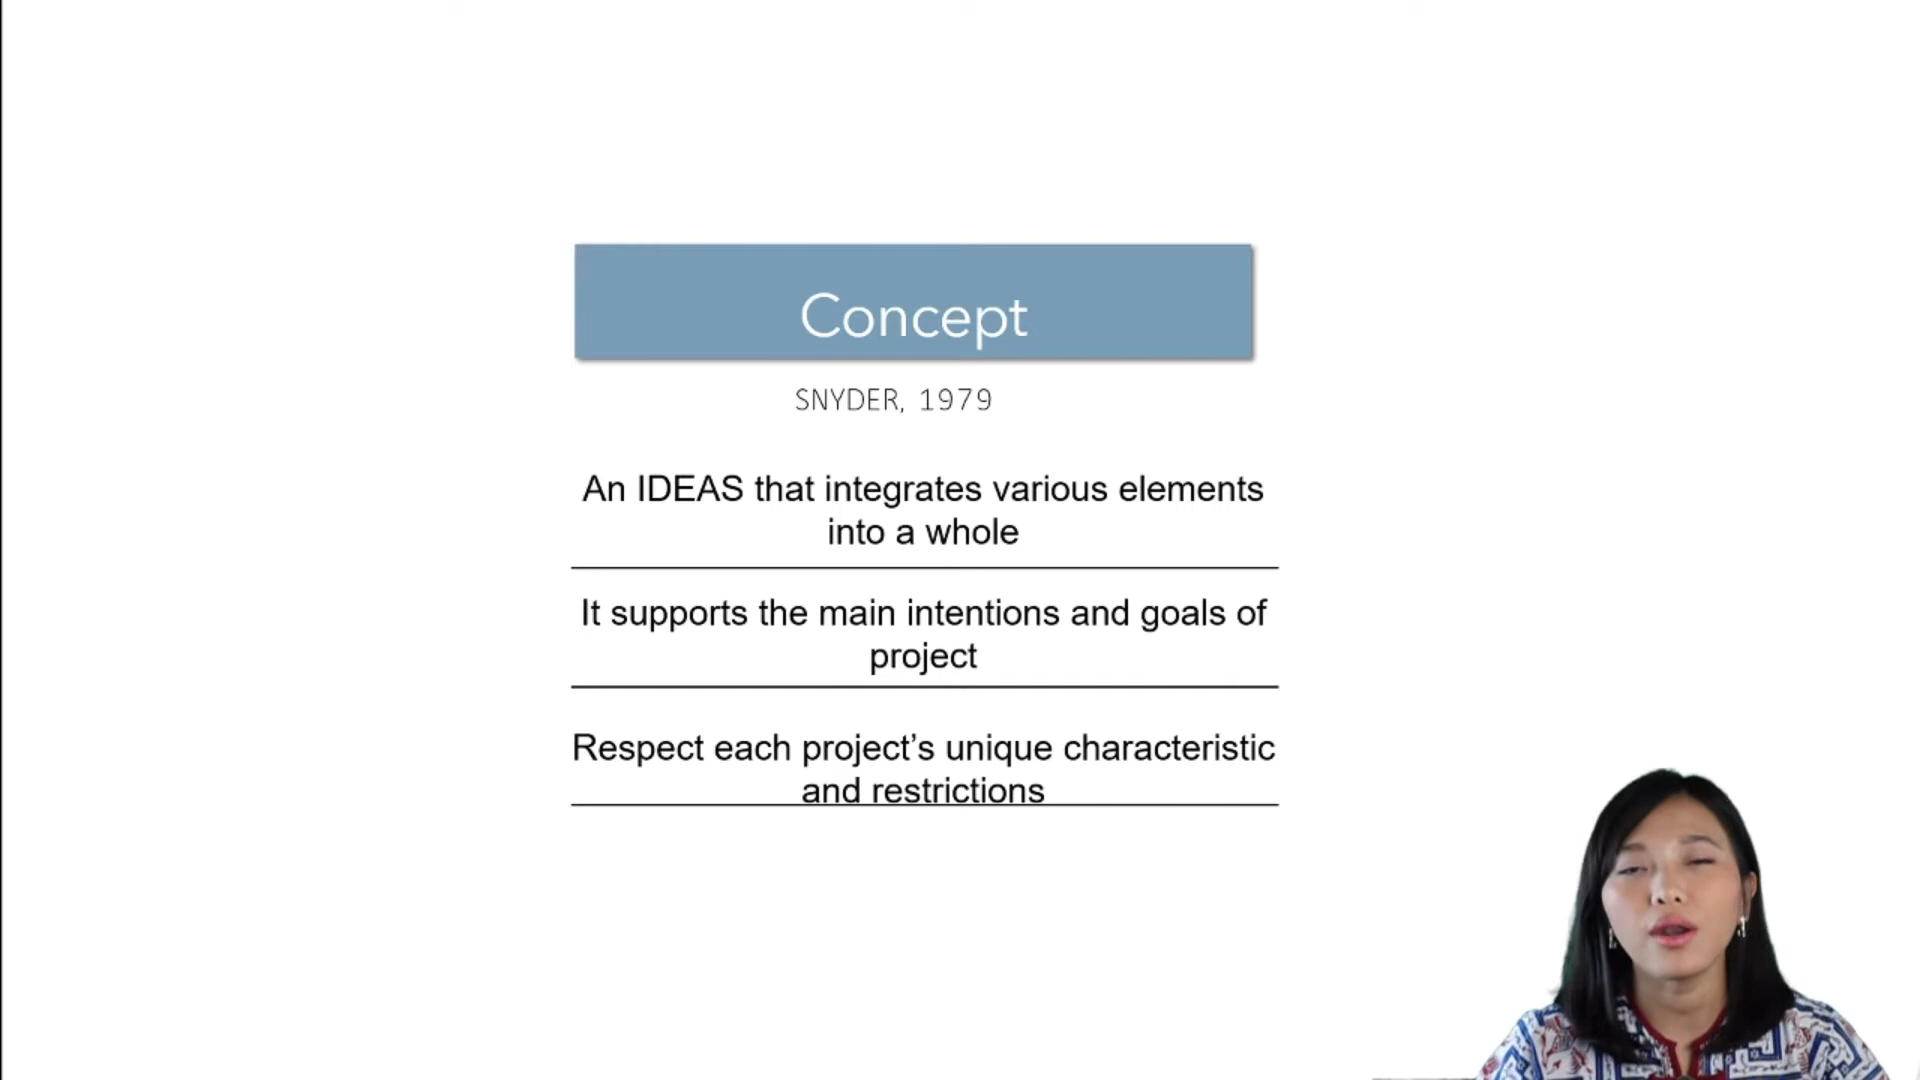 Concept
SNYDER, 1979
An IDEAS that integrates various elements
into a whole
It supports the main intentions and goals of
project
Respect each project’s unique characteristic
and restrictions